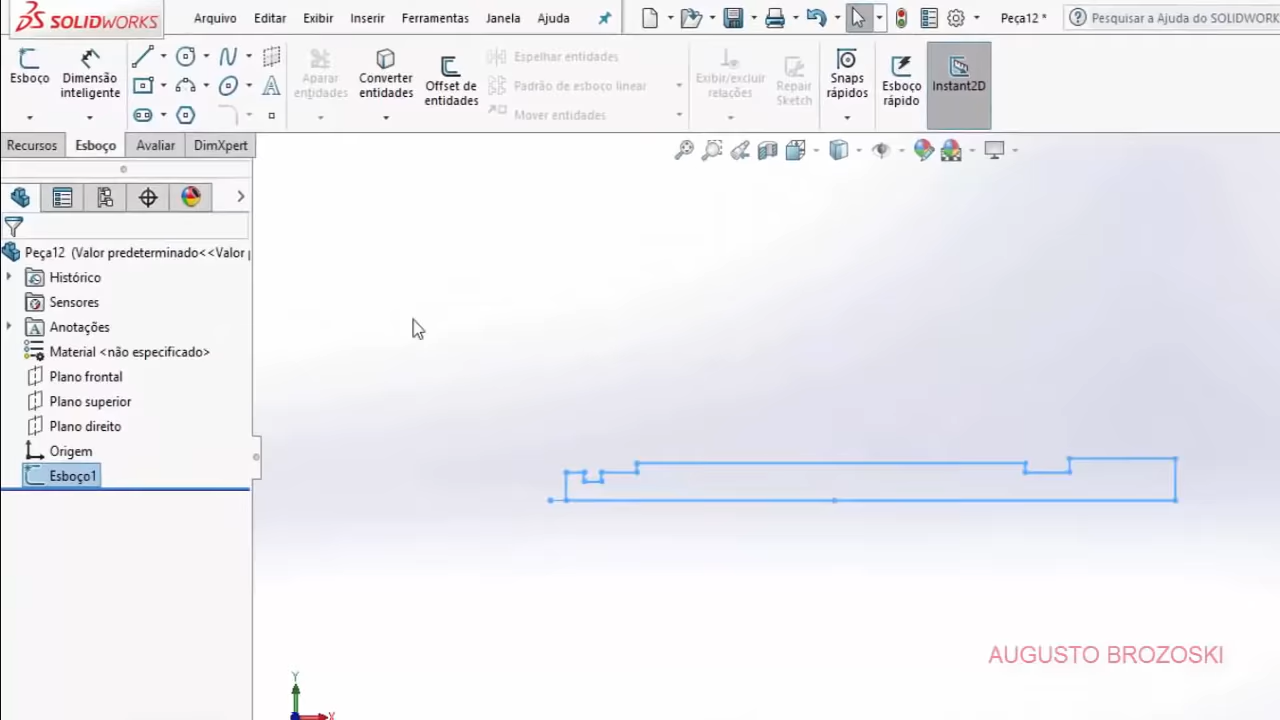 SOLIDWORKS
Arquivo
Editar
Exibir
Inserir
Ferramentas
Janela
Ajuda
Peça12 *
Pesquisar a Ajuda do SOLIDWORK
Esboço
Dimensão
inteligente
Aparar
entidades
Converter
entidades
Offset de
entidades
Espelhar entidades
Padrão de esboço linear
Mover entidades
Exibir/excluir
relações
Repair
Sketch
Snaps
rápidos
Esboço
rápido
Instant2D
Recursos
Esboço
Avaliar
DimXpert
Peça12 (Valor predeterminado<<Valor
Histórico
Sensores
Anotações
Material <não especificado>
Plano frontal
Plano superior
Plano direito
Origem
Esboço1
AUGUSTO BROZOSKI
Y
X